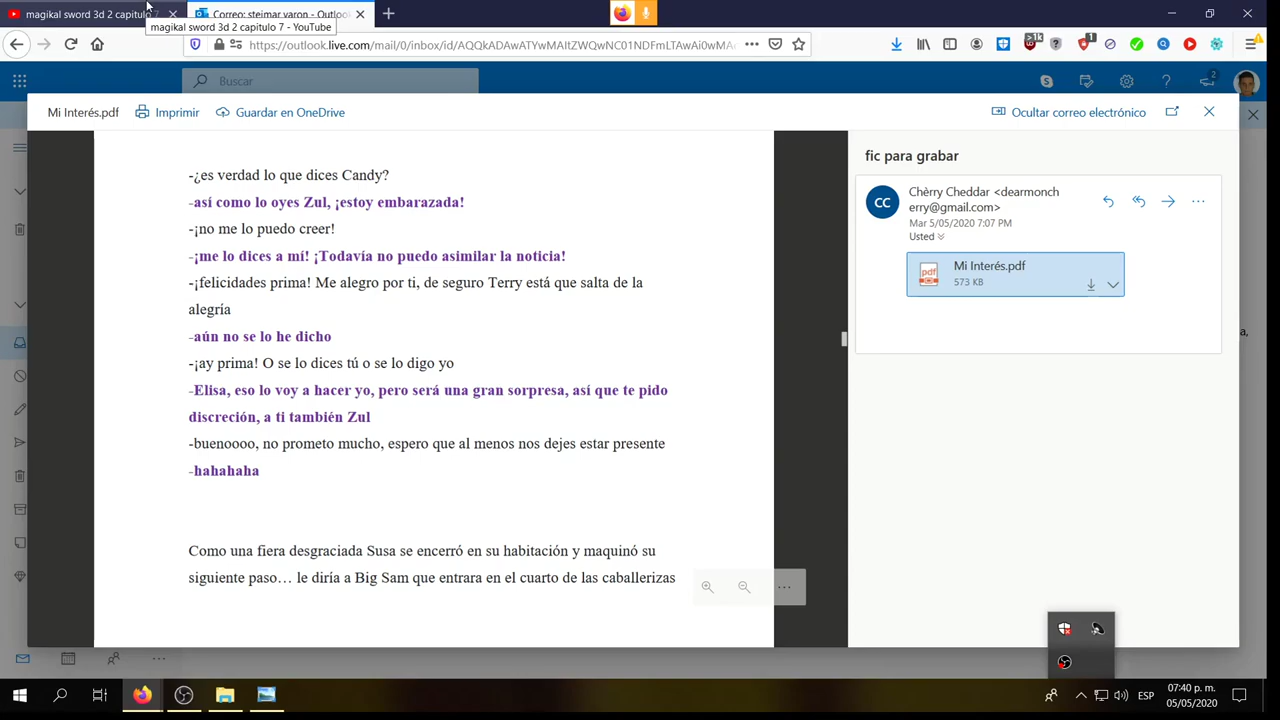 magikal sword 3d 2 capitulo 7
Correo: steimar varon - Outlook
magikal sword 3d 2 capitulo 7 - YouTube
https://outlook.live.com/mail/0/inbox/id/
>1k
1
Buscar
2
Mi Interés.pdf
Imprimir
Guardar en OneDrive
Ocultar correo electrónico
-¿es verdad lo que dices Candy?
-así como lo oyes Zul, ¡estoy embarazada!
-¡no me lo puedo creer!
-¡me lo dices a mí! ¡Todavía no puedo asimilar la noticia!
-¡felicidades prima! Me alegro por ti, de seguro Terry está que salta de la
alegría
-aún no se lo he dicho
-¡ay prima! O se lo dices tú o se lo digo yo
-Elisa, eso lo voy a hacer yo, pero será una gran sorpresa, así que te pido
discreción, a ti también Zul
-buenoooo, no prometo mucho, espero que al menos nos dejes estar presente
-hahahaha
Como una fiera desgraciada Susa se encerró en su habitación y maquinó su
siguiente paso… le diría a Big Sam que entrara en el cuarto de las caballerizas
fic para grabar
CC
Chèrry Cheddar <dearmonch
erry@gmail.com>
Mar 5/05/2020 7:07 PM
Usted
pdf
Mi Interés.pdf
573 KB
a,
ESP
07:40 p. m.
05/05/2020